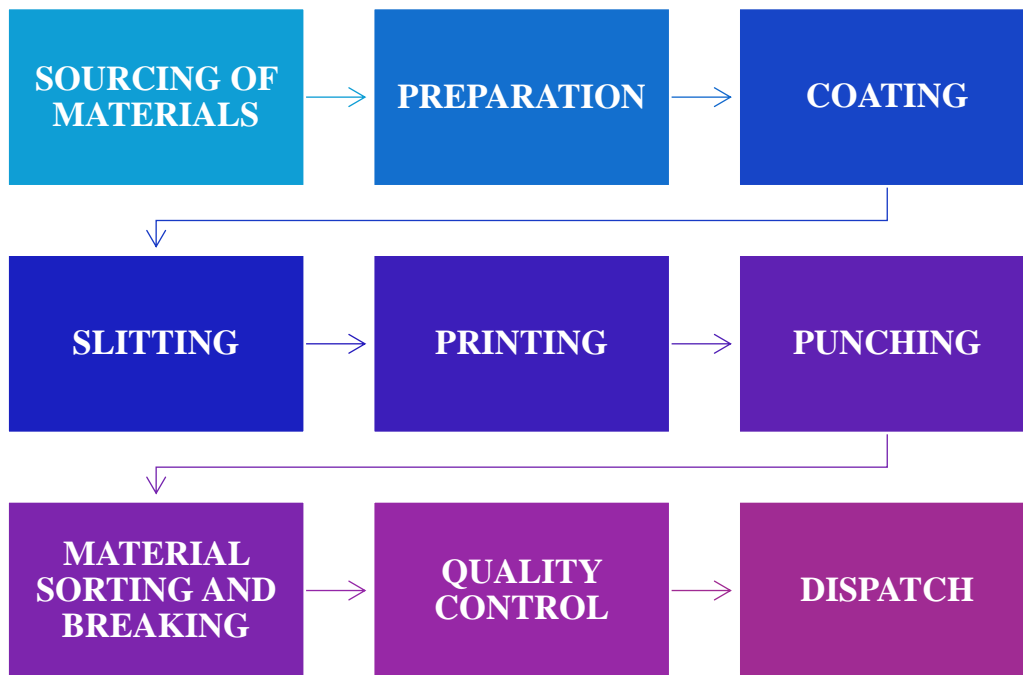 SOURCING OF
MATERIALS
PREPARATION
COATING
SLITTING
PRINTING
PUNCHING
MATERIAL
SORTING AND
BREAKING
QUALITY
CONTROL
DISPATCH